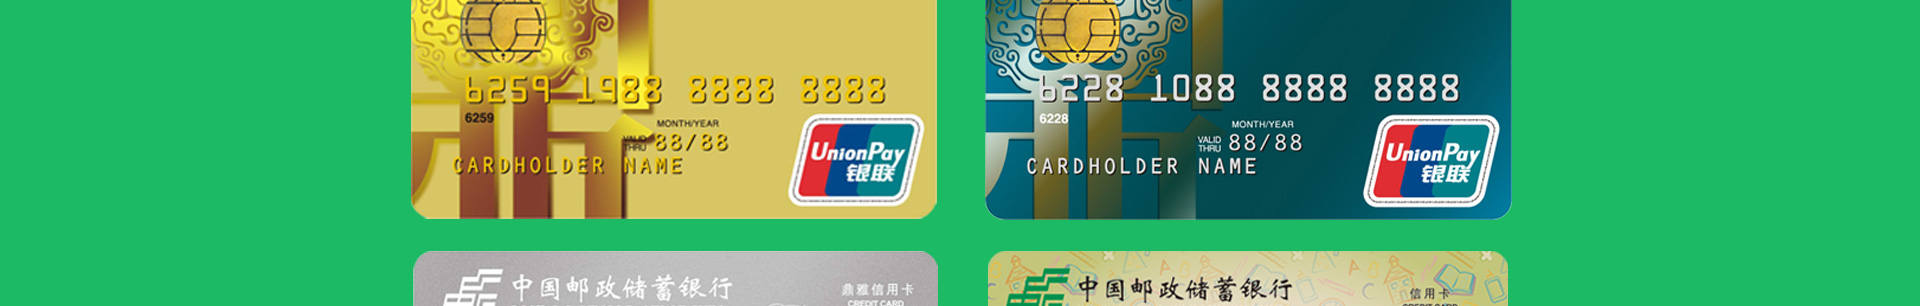 6259 1988 8888 8888
6259
MONTH/YEAR
VALID THRU 88/88
CARDHOLDER NAME
UnionPay
银联
6228 1088 8888 8888
6228
MONTH/YEAR
VALID THRU 88/88
CARDHOLDER NAME
UnionPay
银联
中国邮政储蓄银行
鼎雅信用卡
CREDIT CARD
中国邮政储蓄银行
信用卡
CREDIT CARD